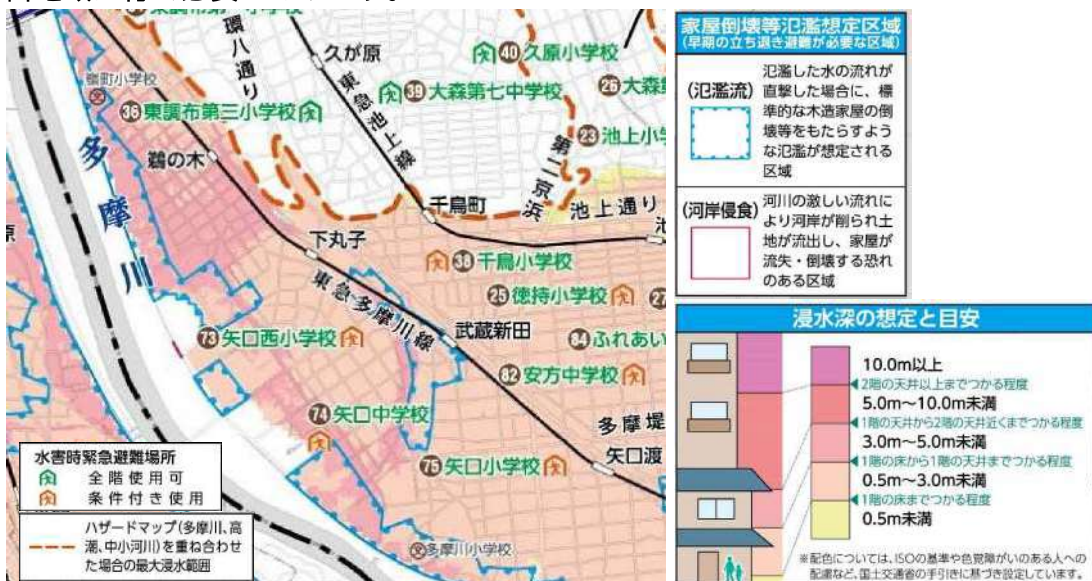 環八通り
久が原
東急池上線
40 久原小学校
39 大森第七中学校
26 大森第
嶺町小学校
36 東調布第三小学校
23 池上小学
鵜の木
第二京浜
多摩川
千鳥町
池上通り
池
下丸子
38 千鳥小学校
東急多摩川線
25 徳持小学校
27
武蔵新田
73 矢口西小学校
84 ふれあい
82 安方中学校
74 矢口中学校
多摩堤
75 矢口小学校
矢口渡
多摩川小学校
水害時緊急避難場所
全階使用可
条件付き使用
ハザードマップ(多摩川、高
潮、中小河川)を重ね合わせ
た場合の最大浸水範囲
家屋倒壊等氾濫想定区域
(早期の立ち退き避難が必要な区域)
(氾濫流)
氾濫した水の流れが
直撃した場合に、標
準的な木造家屋の倒
壊等をもたらすよう
な氾濫が想定される
区域
(河岸侵食)
河川の激しい流れに
より河岸が削られ土
地が流出し、家屋が
流失・倒壊する恐れ
のある区域
浸水深の想定と目安
10.0m以上
2階の天井以上までつかる程度
5.0m～10.0m未満
1階の天井から2階の天井近くまでつかる程度
3.0m～5.0m未満
1階の床から1階の天井までつかる程度
0.5m～3.0m未満
1階の床までつかる程度
0.5m未満
※配色については、ISOの基準や色覚障がいのある人への
配慮など、国土交通省の手引きに基づき設定しています。